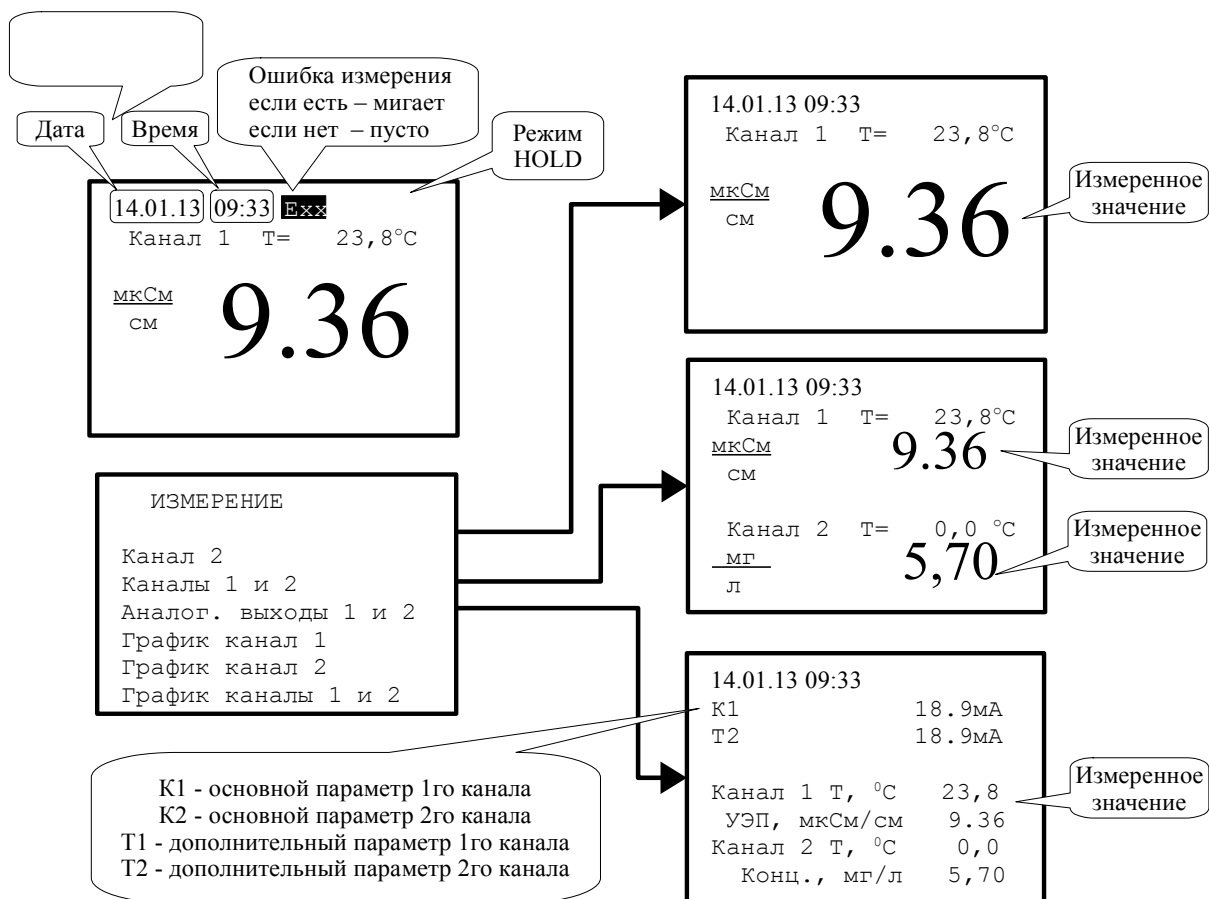 Ошибка измерения
если есть – мигает
если нет – пусто
Дата
Время
Режим
HOLD
14.01.13 09:33 Exx
Канал 1 T= 23,8°C
мкСм
см
9.36
14.01.13 09:33
Канал 1 T= 23,8°C
мкСм
см
9.36
Измеренное
значение
14.01.13 09:33
Канал 1 T= 23,8°C
мкСм
см
9.36
Измеренное
значение
Канал 2 T= 0,0 °C
мг
л
5,70
Измеренное
значение
ИЗМЕРЕНИЕ
Канал 2
Каналы 1 и 2
Аналог. выходы 1 и 2
График канал 1
График канал 2
График каналы 1 и 2
К1 - основной параметр 1го канала
К2 - основной параметр 2го канала
Т1 - дополнительный параметр 1го канала
Т2 - дополнительный параметр 2го канала
14.01.13 09:33
К1 18.9мА
Т2 18.9мА
Канал 1 Т, ⁰С 23,8
УЭП, мкСм/см 9.36
Канал 2 Т, ⁰С 0,0
Конц., мг/л 5,70
Измеренное
значение